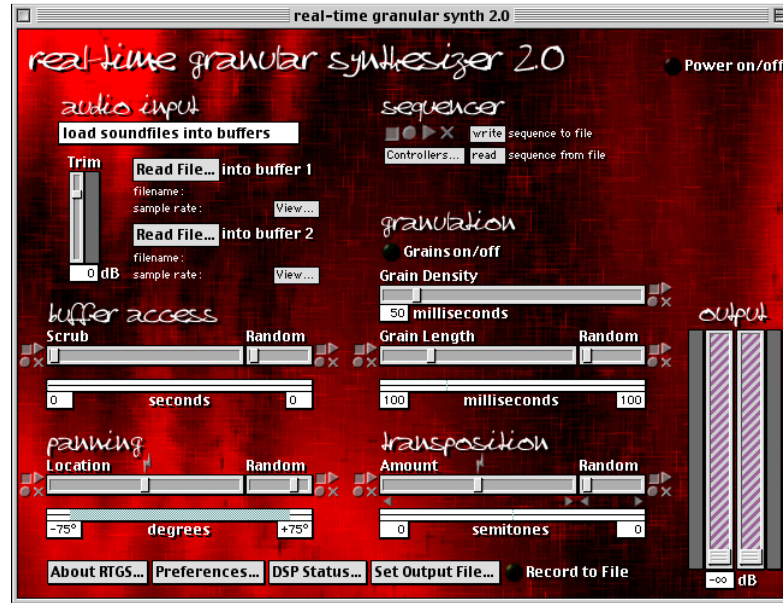 real-time granular synth 2.0
real-time granular synthesizer 2.0
Power on/off
audio input
load soundfiles into buffers
Trim
Read File... into buffer 1
filename:
sample rate: View...
Read File... into buffer 2
filename:
sample rate: View...
0 dB
sequencer
write sequence to file
Controllers... read sequence from file
granulation
Grains on/off
Grain Density
50 milliseconds
buffer access
Scrub Random
0 seconds 0
Grain Length Random
100 milliseconds 100
output
panning
Location Random
-75° degrees +75°
transposition
Amount Random
0 semitones 0
About RTGS... Preferences... DSP Status... Set Output File... Record to File
-∞ dB